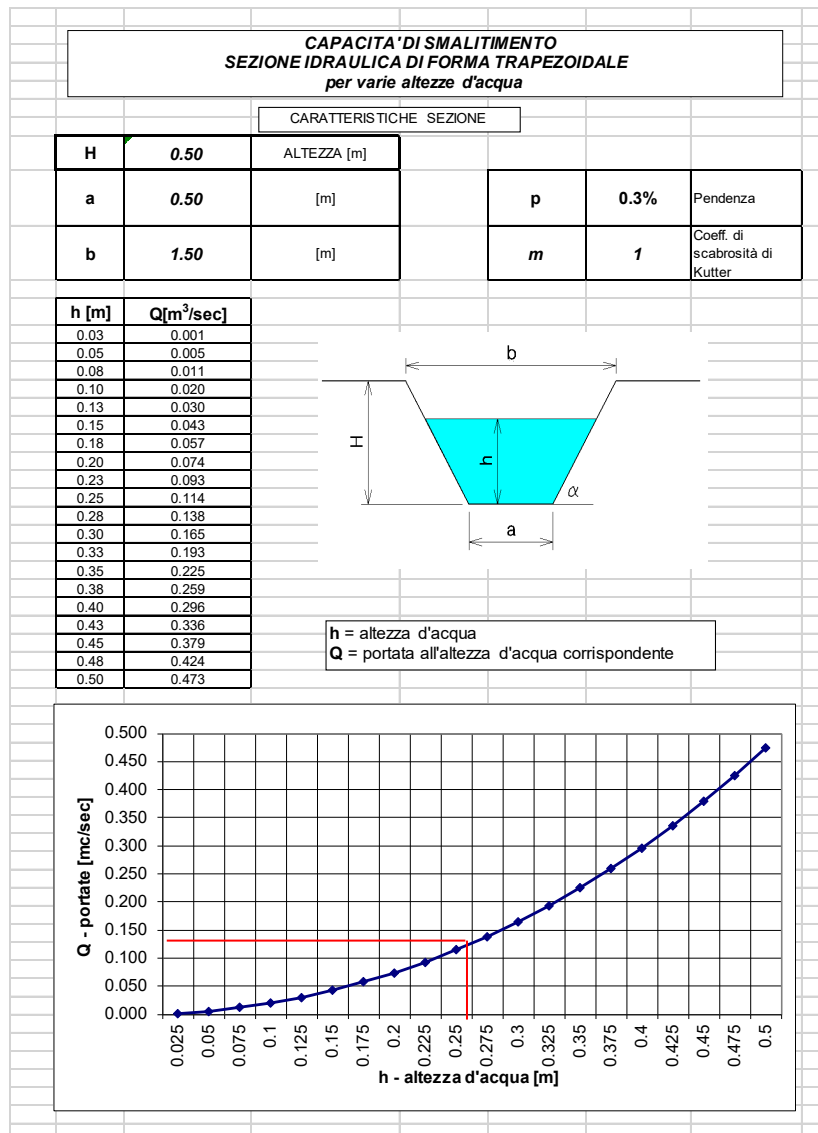 CAPACITA' DI SMALITIMENTO
SEZIONE IDRAULICA DI FORMA TRAPEZOIDALE
per varie altezze d'acqua
CARATTERISTICHE SEZIONE
H 0.50 ALTEZZA [m]
a 0.50 [m]
b 1.50 [m]
p 0.3% Pendenza
m 1 Coeff. di
scabrosità di
Kutter
h [m] Q[m³/sec]
0.03 0.001
0.05 0.005
0.08 0.011
0.10 0.020
0.13 0.030
0.15 0.043
0.18 0.057
0.20 0.074
0.23 0.093
0.25 0.114
0.28 0.138
0.30 0.165
0.33 0.193
0.35 0.225
0.38 0.259
0.40 0.296
0.43 0.336
0.45 0.379
0.48 0.424
0.50 0.473
b
H
h
α
a
h = altezza d'acqua
Q = portata all'altezza d'acqua corrispondente
Q - portate [mc/sec]
0.500
0.450
0.400
0.350
0.300
0.250
0.200
0.150
0.100
0.050
0.000
0.025 0.05 0.075 0.1 0.125 0.15 0.175 0.2 0.225 0.25 0.275 0.3 0.325 0.35 0.375 0.4 0.425 0.45 0.475 0.5
h - altezza d'acqua [m]